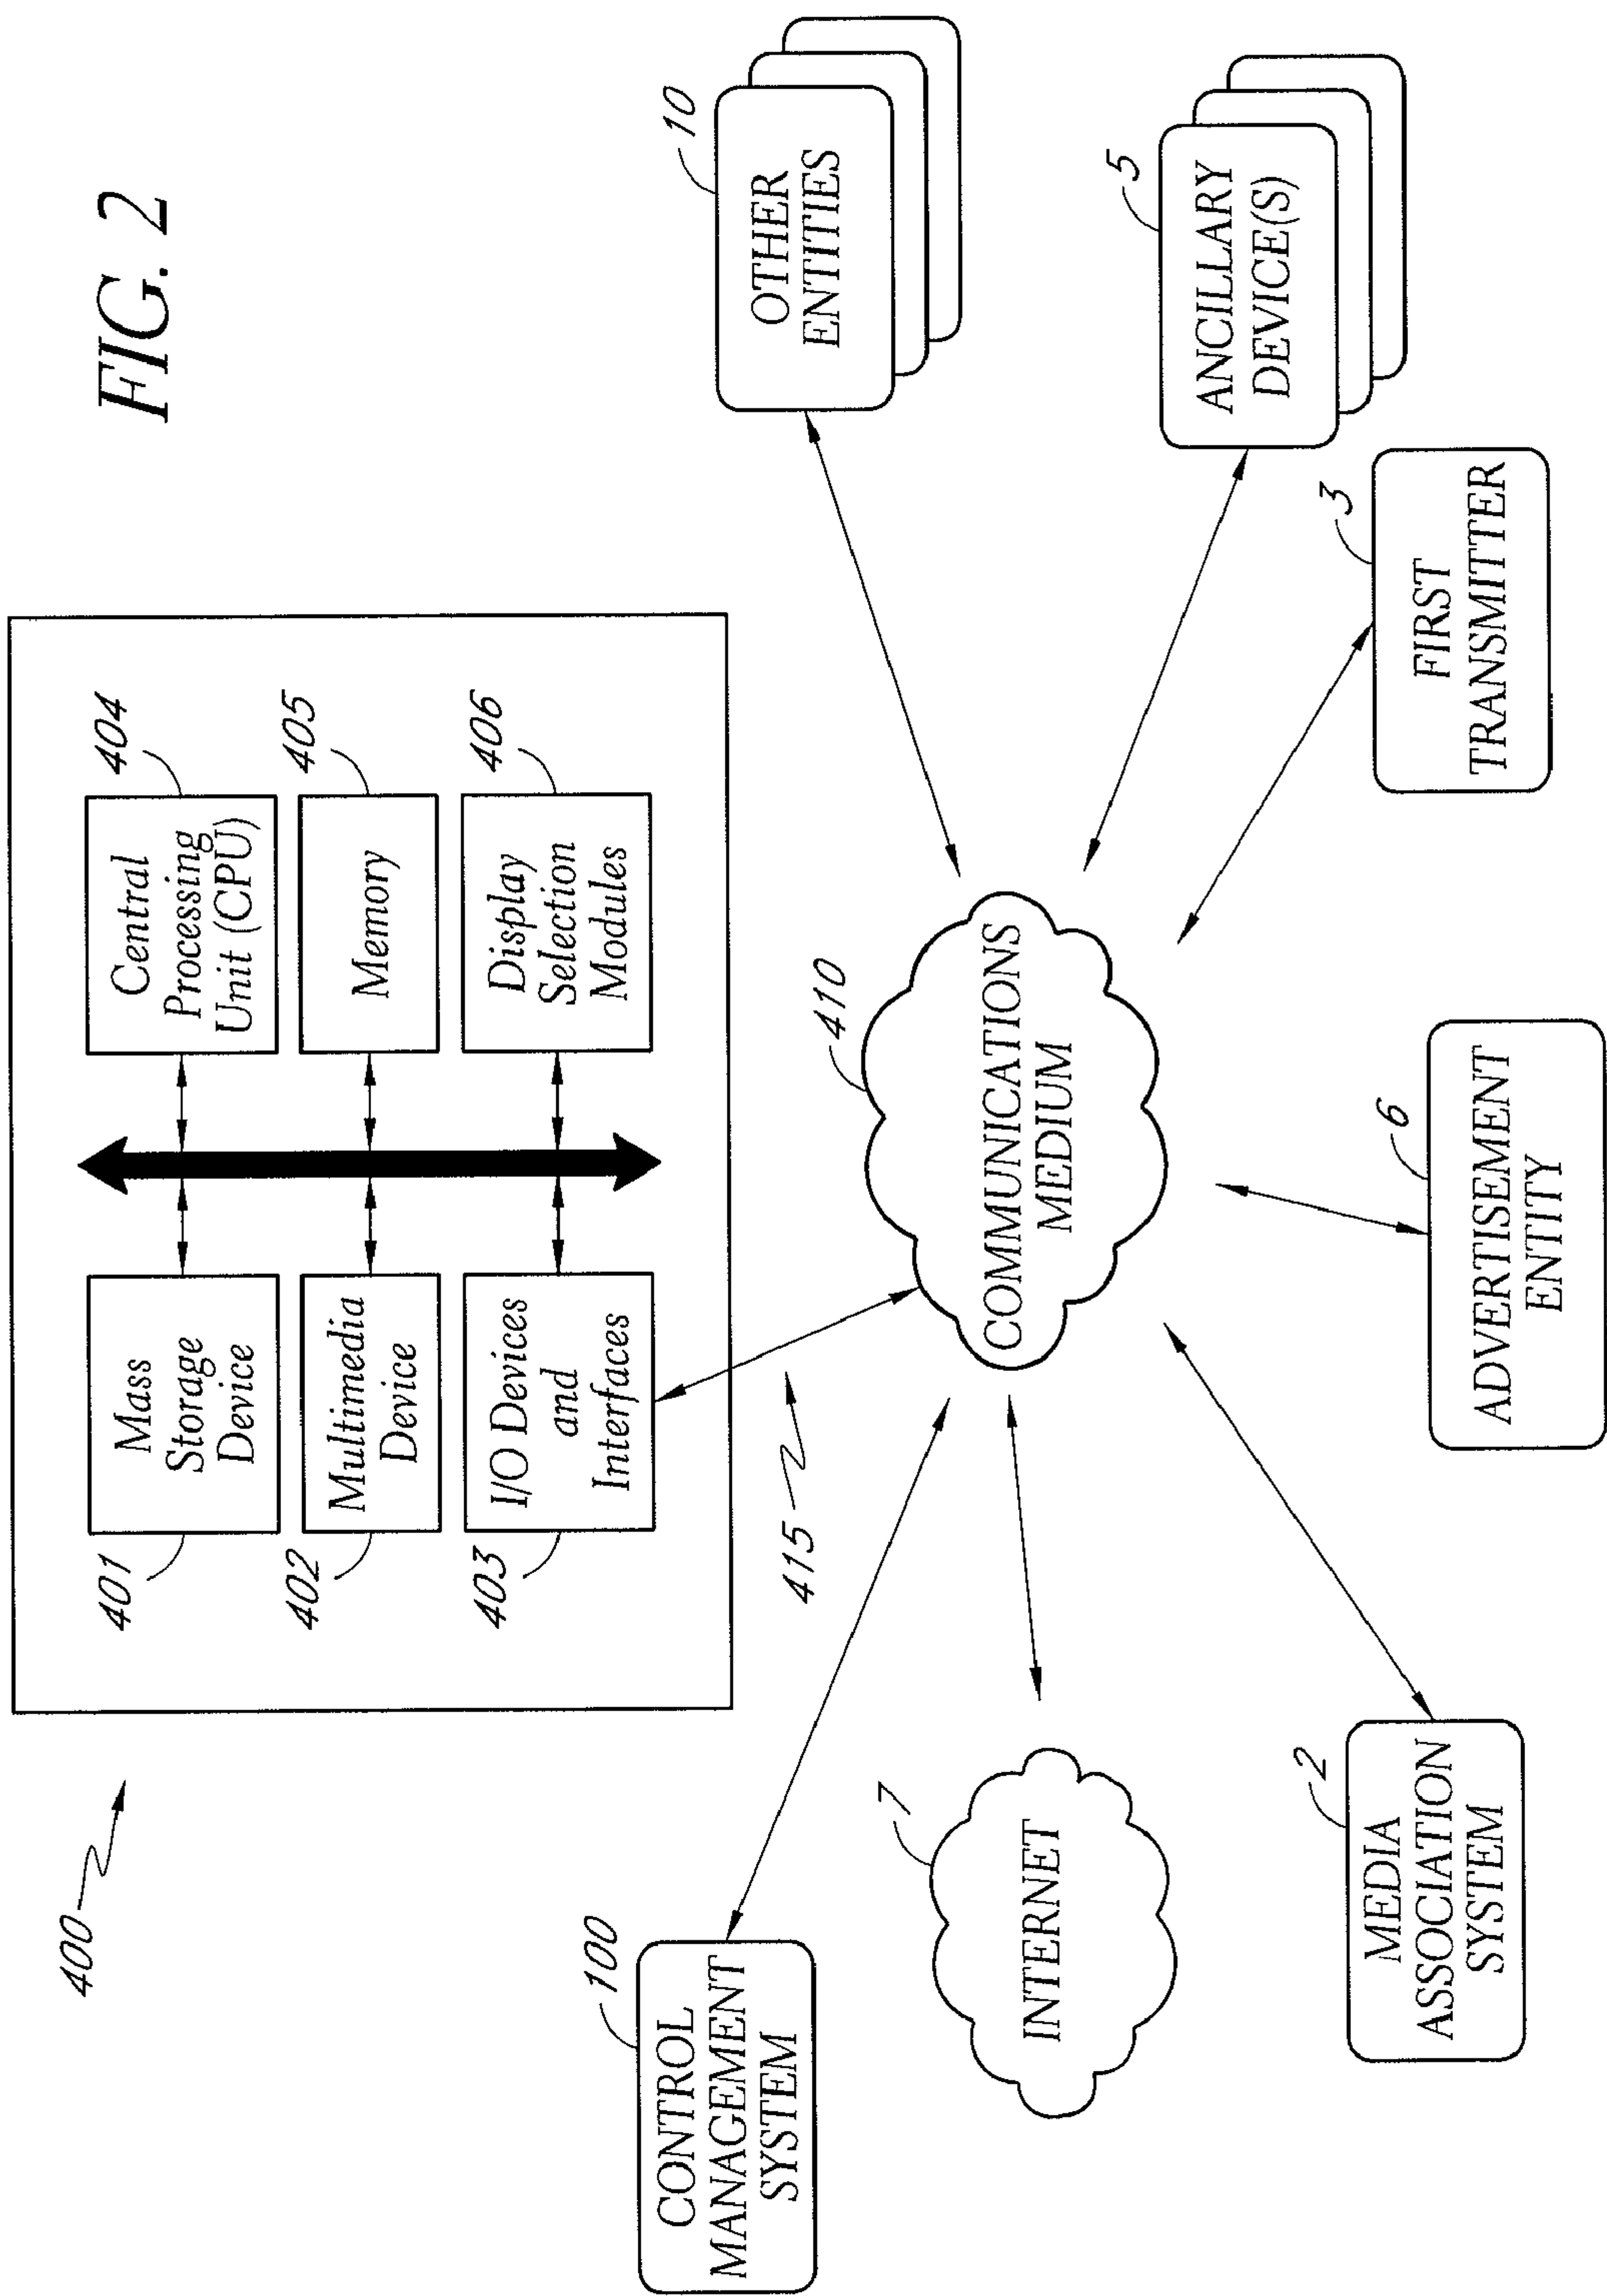 FIG. 2
400
401
Mass
Storage
Device
402
Multimedia
Device
403
I/O Devices
and
Interfaces
404
Central
Processing
Unit (CPU)
405
Memory
406
Display
Selection
Modules
415
410
COMMUNICATIONS
MEDIUM
100
CONTROL
MANAGEMENT
SYSTEM
7
INTERNET
2
MEDIA
ASSOCIATION
SYSTEM
6
ADVERTISEMENT
ENTITY
3
FIRST
TRANSMITTER
5
ANCILLARY
DEVICE(S)
10
OTHER
ENTITIES